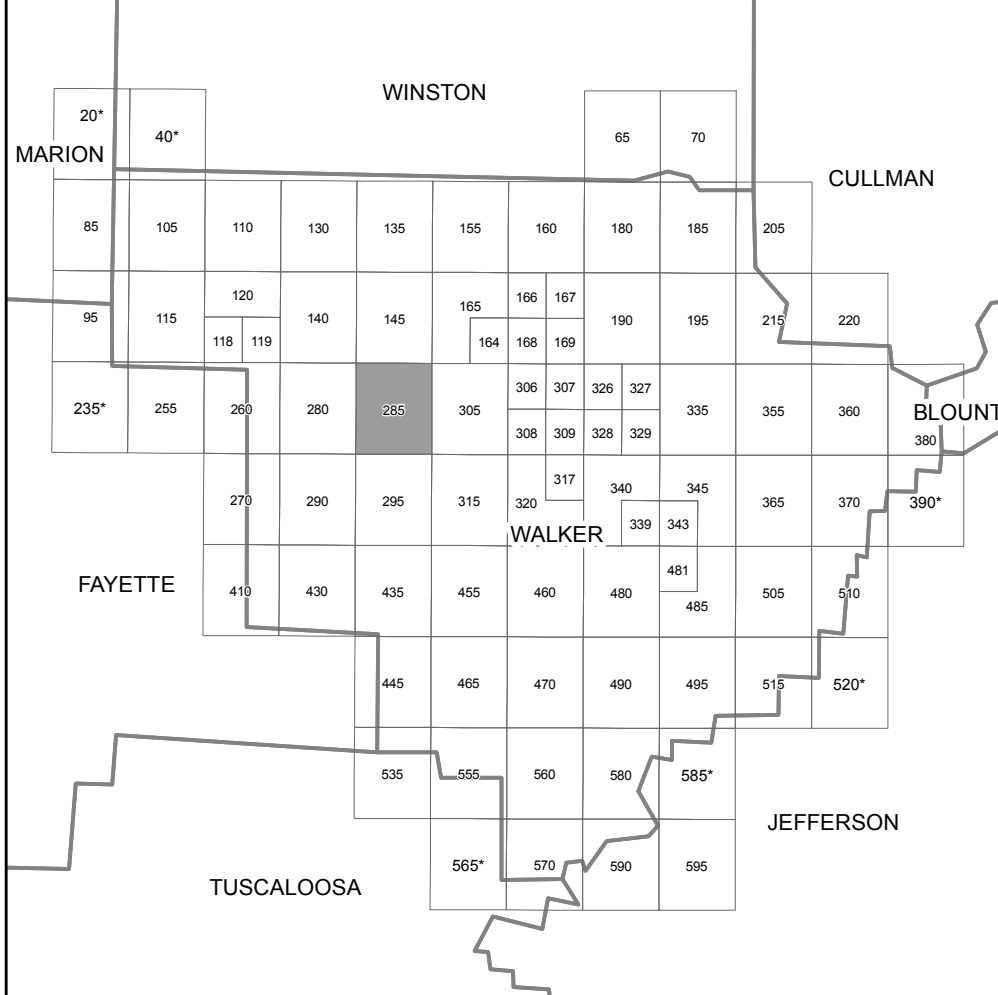 WINSTON
20*
40*
65 70
MARION
CULLMAN
85 105 110 130 135 155 160 180 185 205
120 165 166 167
95 115 140 145 190 195 215 220
118 119 164 168 169
306 307 326 327
235* 255 260 280 285 305 335 355 360 BLOUNT
308 309 328 329 380
317
270 290 295 315 320 340 345 365 370 390*
339 343
WALKER
481
FAYETTE
410 430 435 455 460 480 485 505 510
445 465 470 490 495 515 520*
535 555 560 580 585*
JEFFERSON
565* 570 590 595
TUSCALOOSA